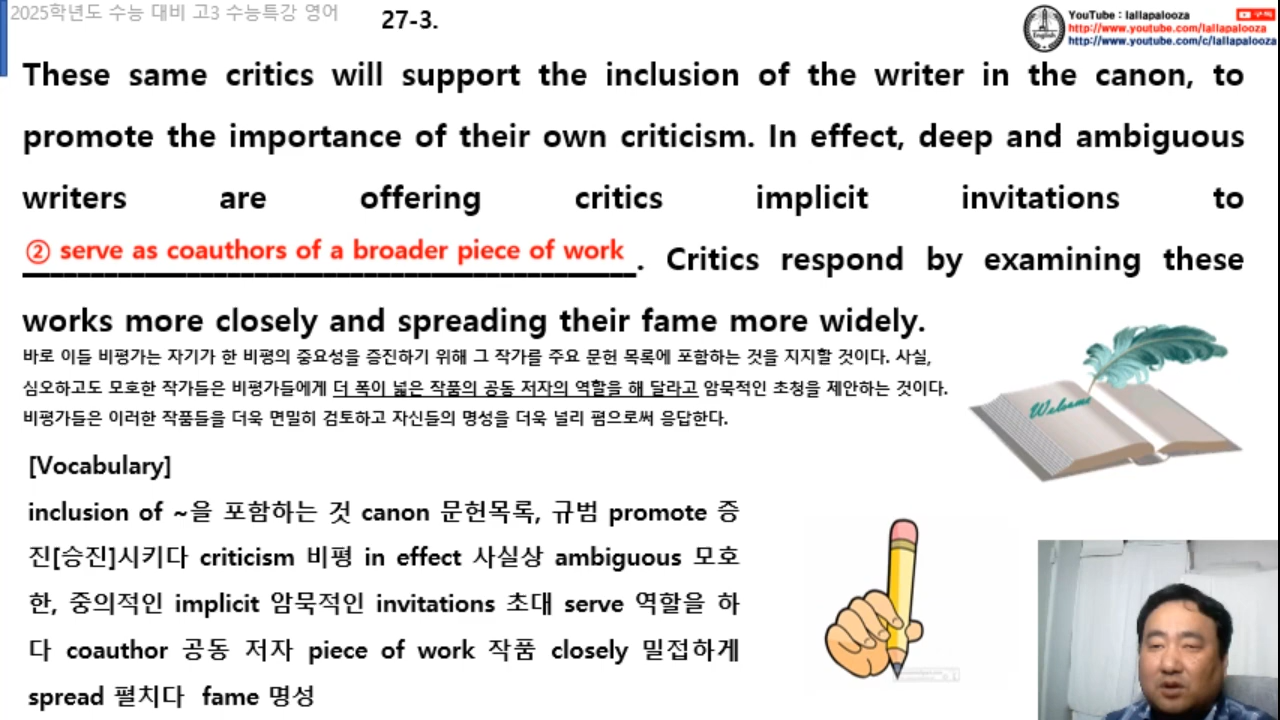 2025학년도 수능 대비 고3 수능특강 영어
27-3.
YouTube : lallapalooza
구독
http://www.youtube.com/lallapalooza
http://www.youtube.com/c/lallapalooza
English
These same critics will support the inclusion of the writer in the canon, to
promote the importance of their own criticism. In effect, deep and ambiguous
writers are offering critics implicit invitations to
② serve as coauthors of a broader piece of work. Critics respond by examining these
works more closely and spreading their fame more widely.
바로 이들 비평가는 자기가 한 비평의 중요성을 증진하기 위해 그 작가를 주요 문헌 목록에 포함하는 것을 지지할 것이다. 사실,
심오하고도 모호한 작가들은 비평가들에게 더 폭이 넓은 작품의 공동 저자의 역할을 해 달라고 암묵적인 초청을 제안하는 것이다.
비평가들은 이러한 작품들을 더욱 면밀히 검토하고 자신들의 명성을 더욱 널리 폄으로써 응답한다.
Welcome
[Vocabulary]
inclusion of ~을 포함하는 것 canon 문헌목록, 규범 promote 증
진[승진]시키다 criticism 비평 in effect 사실상 ambiguous 모호
한, 중의적인 implicit 암묵적인 invitations 초대 serve 역할을 하
다 coauthor 공동 저자 piece of work 작품 closely 밀접하게
spread 펼치다 fame 명성